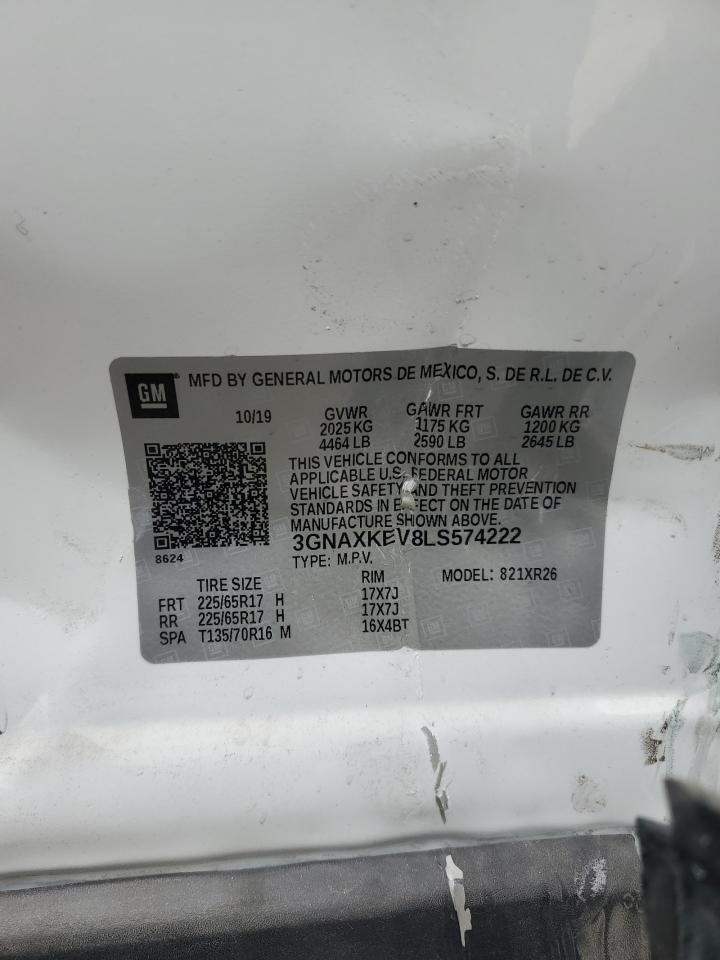 GM® MFD BY GENERAL MOTORS DE MEXICO, S. DE R.L. DE C.V.
10/19 GVWR GAWR FRT GAWR RR
2025 KG 1175 KG 1200 KG
4464 LB 2590 LB 2645 LB
THIS VEHICLE CONFORMS TO ALL
APPLICABLE U.S. FEDERAL MOTOR
VEHICLE SAFETY AND THEFT PREVENTION
STANDARDS IN EFFECT ON THE DATE OF
MANUFACTURE SHOWN ABOVE.
3GNAXKEV8LS574222
8624 TYPE: M.P.V.
TIRE SIZE RIM MODEL: 821XR26
FRT 225/65R17 H 17X7J
RR 225/65R17 H 17X7J
SPA T135/70R16 M 16X4BT